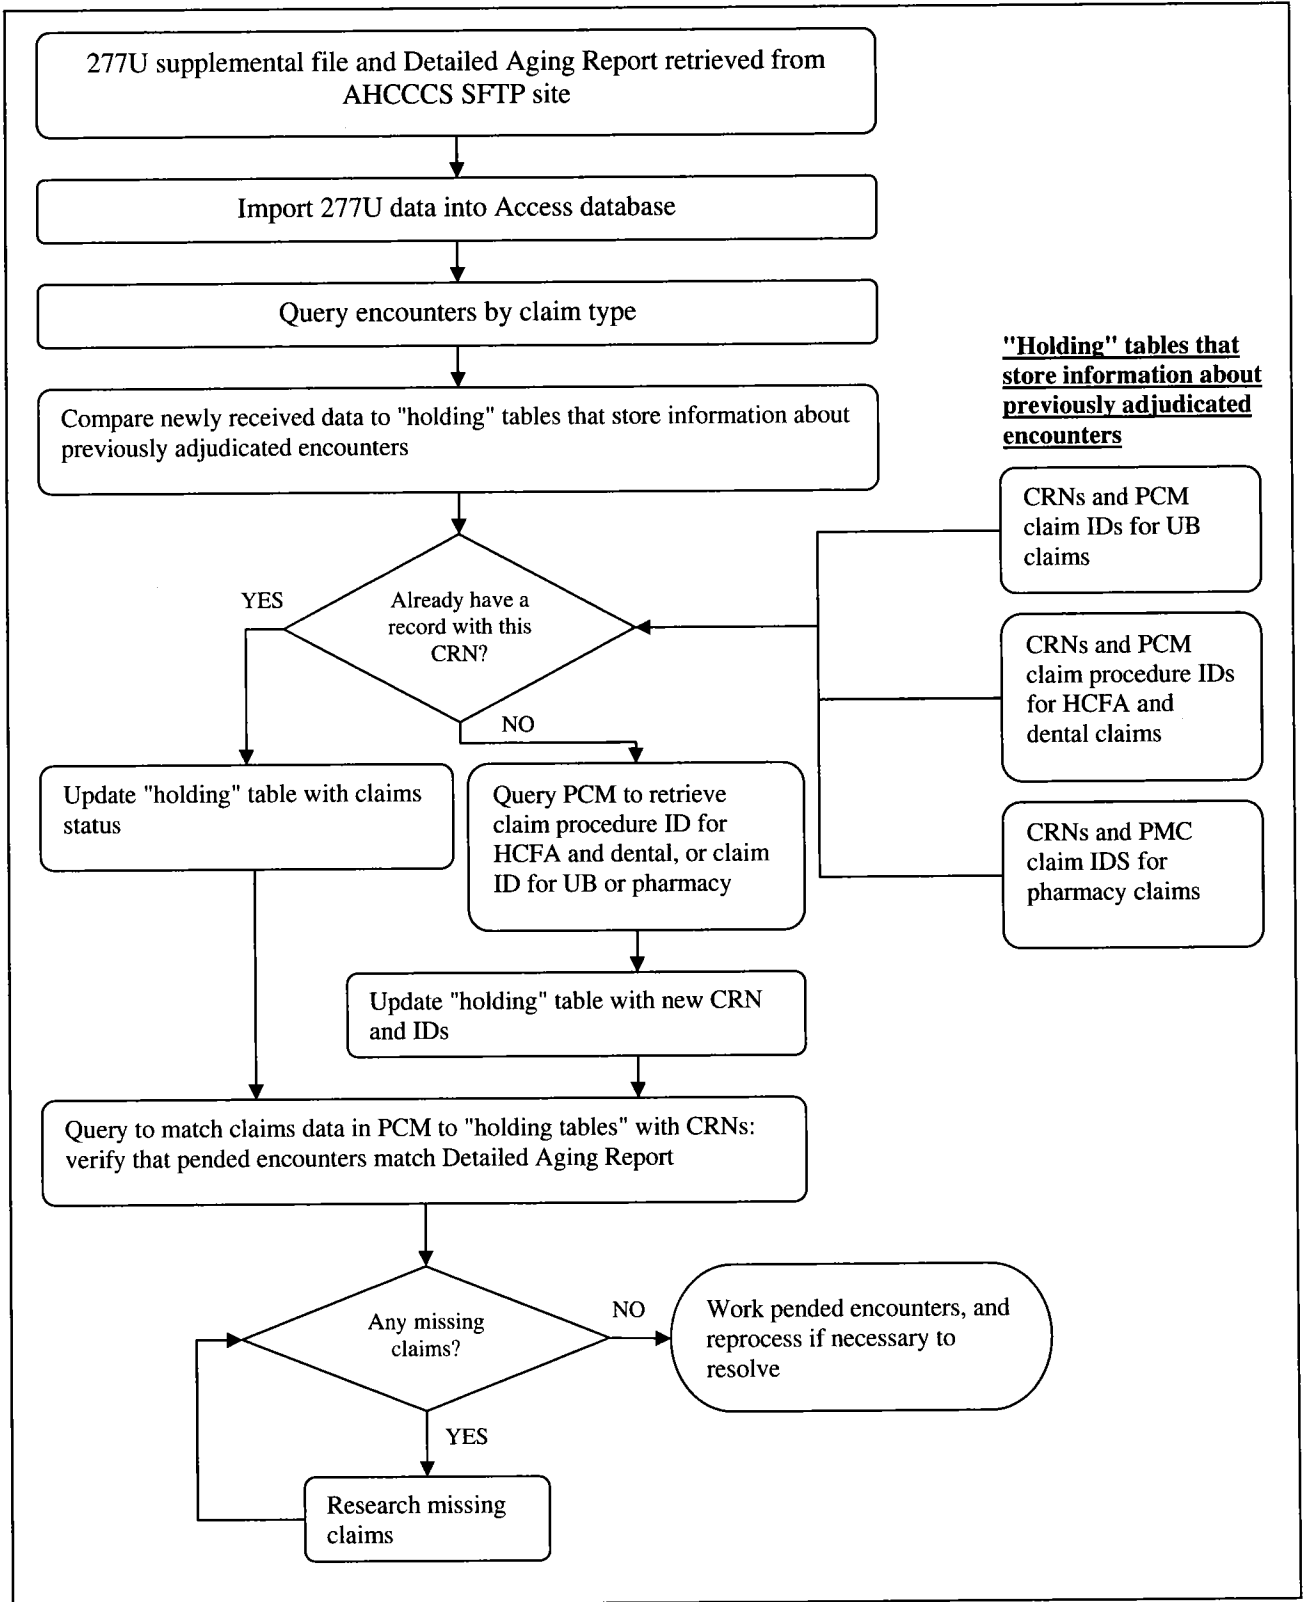 277U supplemental file and Detailed Aging Report retrieved from
AHCCCS SFTP site
Import 277U data into Access database
Query encounters by claim type
Compare newly received data to "holding" tables that store information about
previously adjudicated encounters
"Holding" tables that
store information about
previously adjudicated
encounters
CRNs and PCM
claim IDs for UB
claims
CRNs and PCM
claim procedure IDs
for HCFA and
dental claims
CRNs and PMC
claim IDS for
pharmacy claims
Already have a
record with this
CRN?
YES
NO
Update "holding" table with claims
status
Query PCM to retrieve
claim procedure ID for
HCFA and dental, or claim
ID for UB or pharmacy
Update "holding" table with new CRN
and IDs
Query to match claims data in PCM to "holding tables" with CRNs:
verify that pended encounters match Detailed Aging Report
Any missing
claims?
NO
Work pended encounters, and
reprocess if necessary to
resolve
YES
Research missing
claims